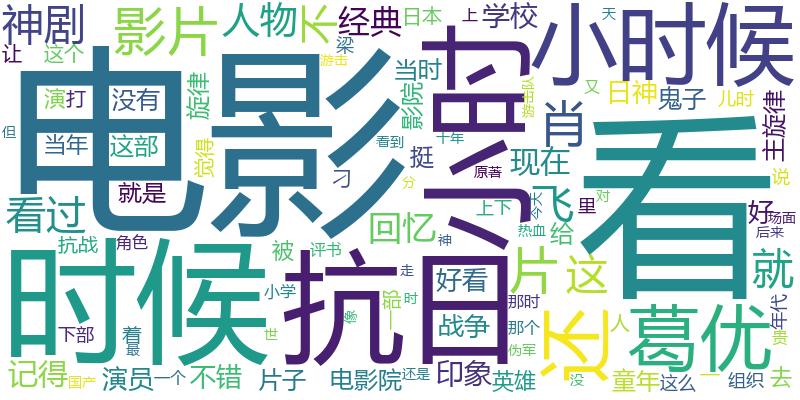 神剧
影片
人物
不
经典
日本
上
学校
小时候
天
让
这个
梁
游击
当时
小时
又
日神
鬼子
儿时
主旋律
电影
演
打
没有
旋律
影院
游击队
肖
看
但
当年
这部
觉得
看到
十年
挺
现在
原著
说
就是
刁
分
飞
里
对
看过
回忆
上下
今天
给
好
场面
后来
抗战
角色
被
评书
神
热血
时候
抗日
走
好看
片
这
就
小学
一部
时
那时
还
葛优
人
年代
下部
着
最
世
像
战争
那个
伪军
贵
记得
国产
演员
一个
不错
片子
电影院
还是
印象
英雄
没
童年
这么
一
组织
去